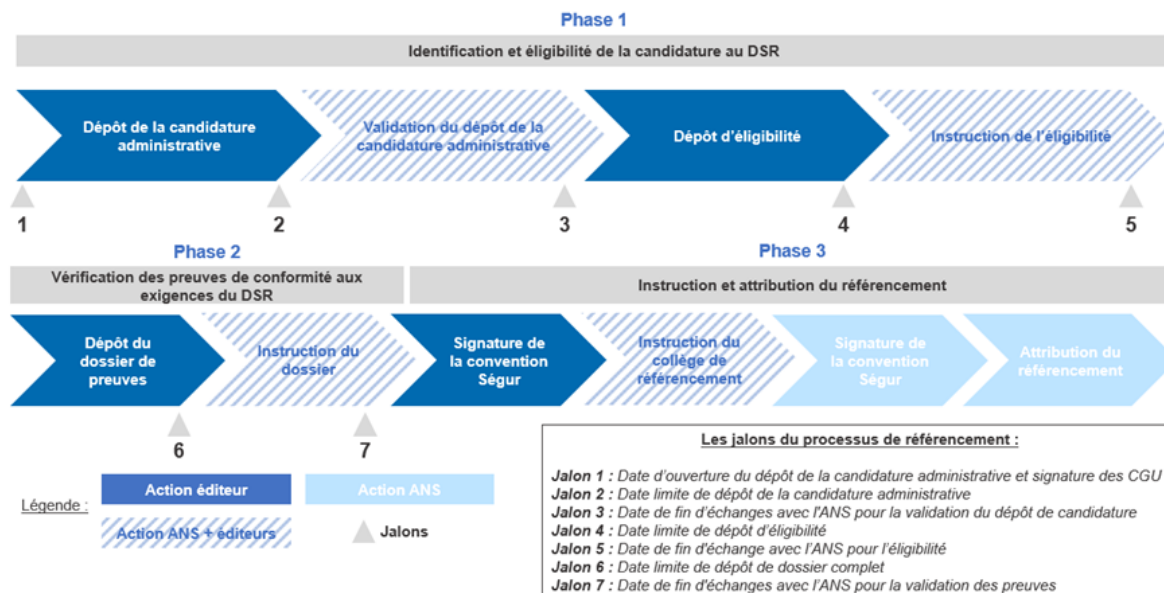 Phase 1
Identification et éligibilité de la candidature au DSR
Dépôt de la candidature
administrative
Validation du dépôt de la
candidature administrative
Dépôt d'éligibilité
Instruction de l'éligibilité
1
2
3
4
5
Phase 2
Phase 3
Vérification des preuves de conformité aux
exigences du DSR
Instruction et attribution du référencement
Dépôt du
dossier de
preuves
Instruction du
dossier
Signature de
la convention
Ségur
Instruction du
collège de
référencement
Signature de
la convention
Ségur
Attribution du
référencement
6
7
Légende :
Action éditeur
Action ANS
Action ANS + éditeurs
Jalons
Les jalons du processus de référencement :
Jalon 1 : Date d'ouverture du dépôt de la candidature administrative et signature des CGU
Jalon 2 : Date limite de dépôt de la candidature administrative
Jalon 3 : Date de fin d'échanges avec l'ANS pour la validation du dépôt de candidature
Jalon 4 : Date limite de dépôt d'éligibilité
Jalon 5 : Date de fin d'échange avec l'ANS pour l'éligibilité
Jalon 6 : Date limite de dépôt de dossier complet
Jalon 7 : Date de fin d'échanges avec l'ANS pour la validation des preuves